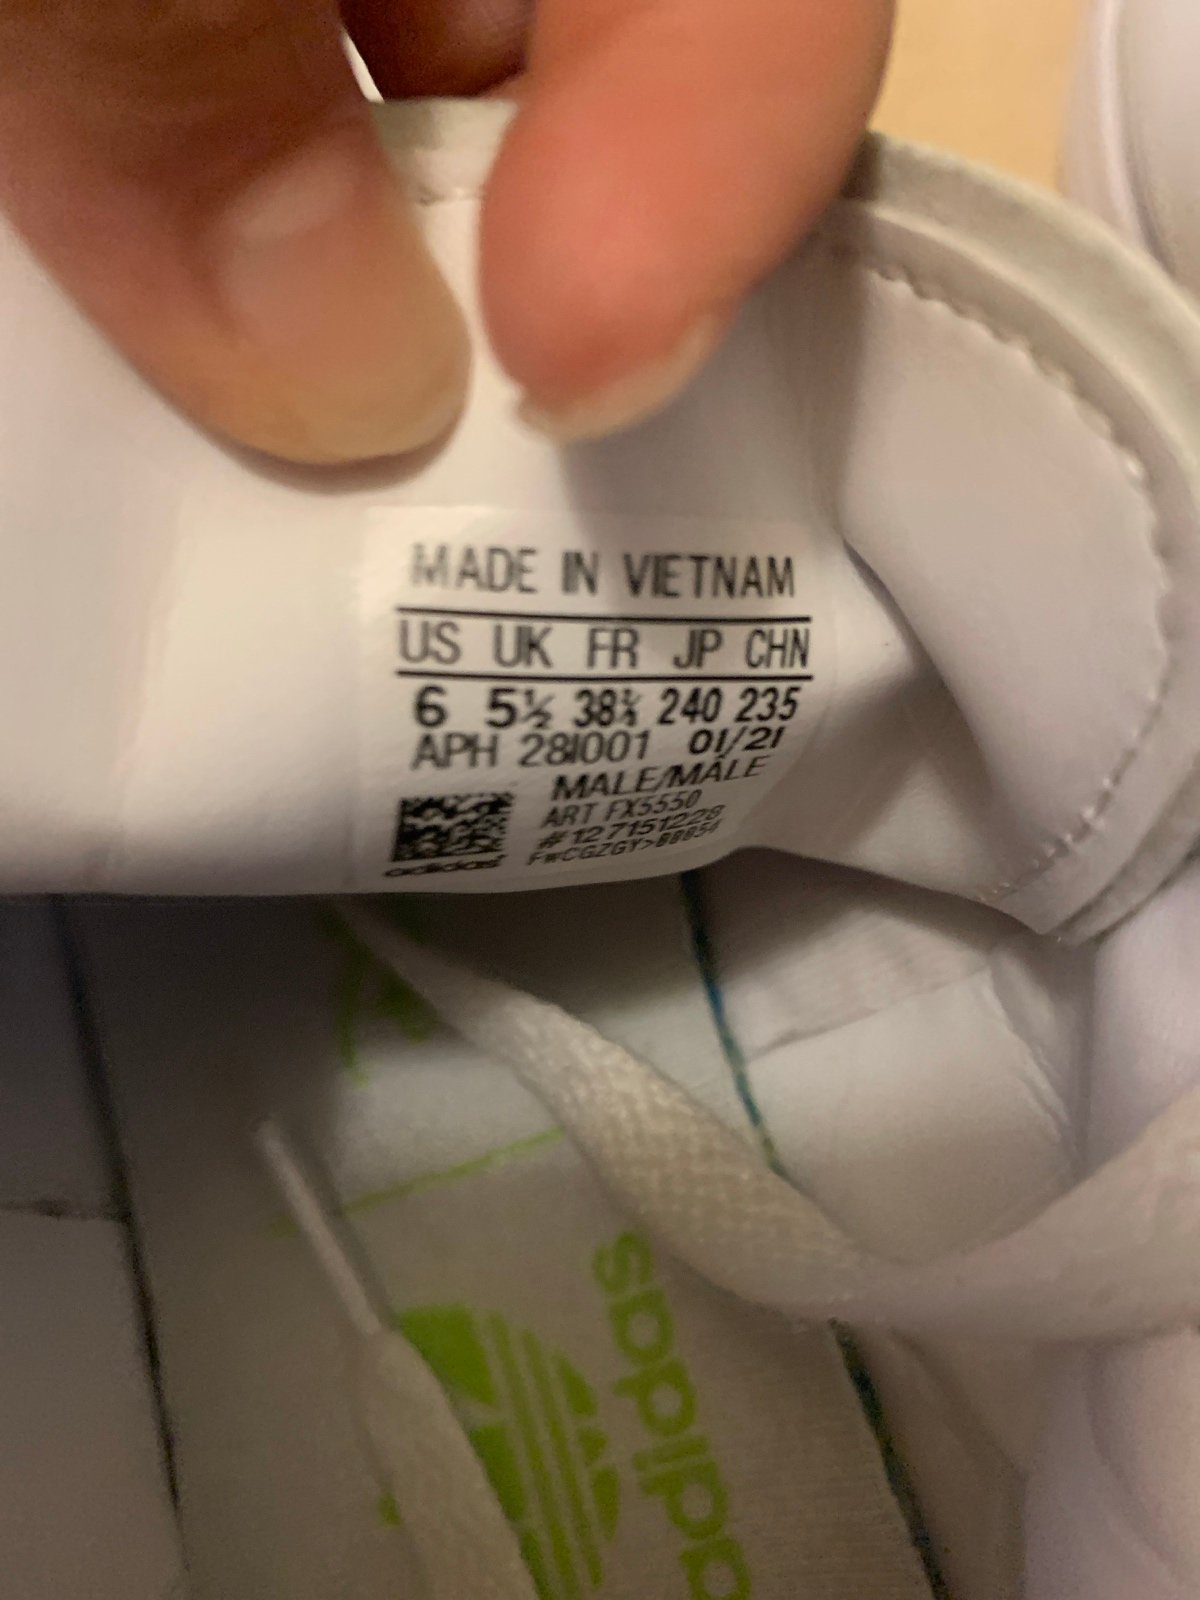 MADE IN VIETNAM
US UK FR JP CHN
6 5½ 38⅔ 240 235
APH 281001 01/21
MALE/MÂLE
ART FX5550
#127151228
adidas
adidas